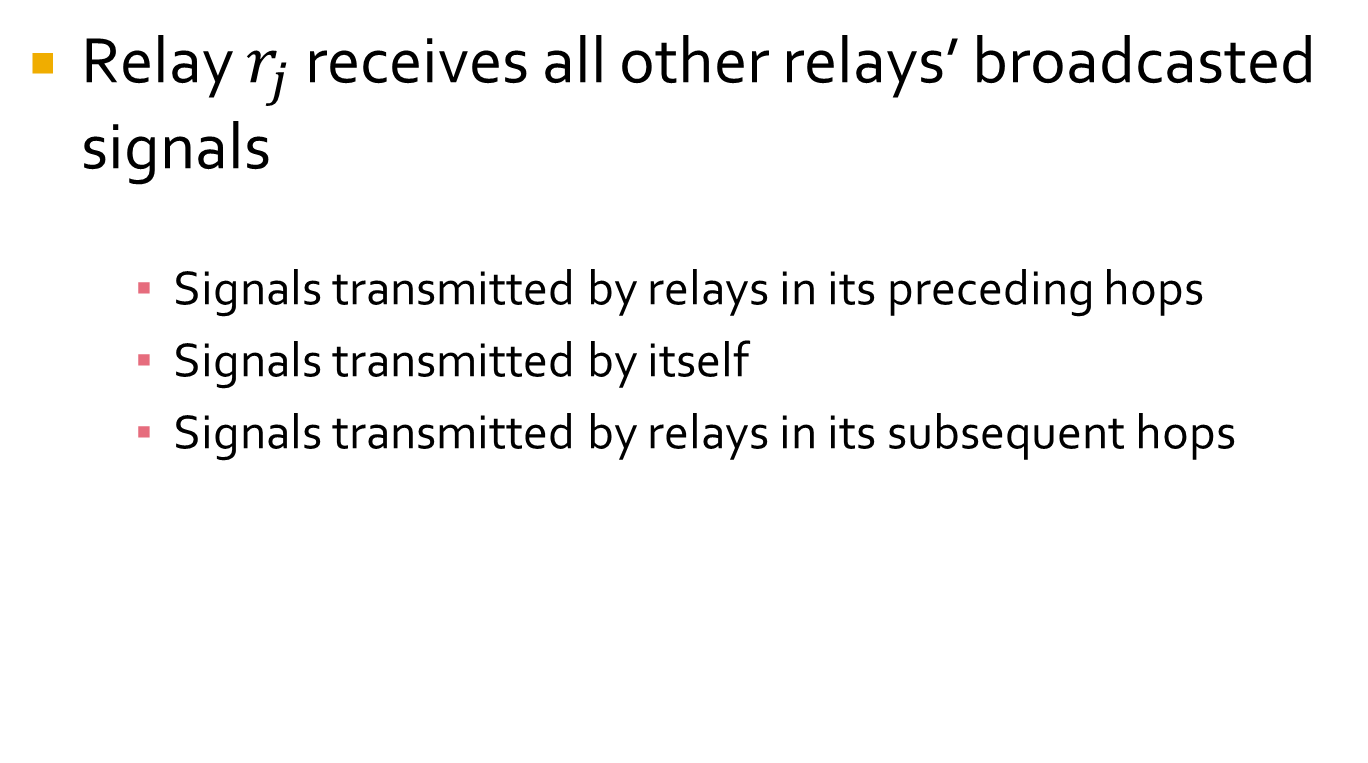 Relay r_j receives all other relays’ broadcasted
signals
Signals transmitted by relays in its preceding hops
Signals transmitted by itself
Signals transmitted by relays in its subsequent hops